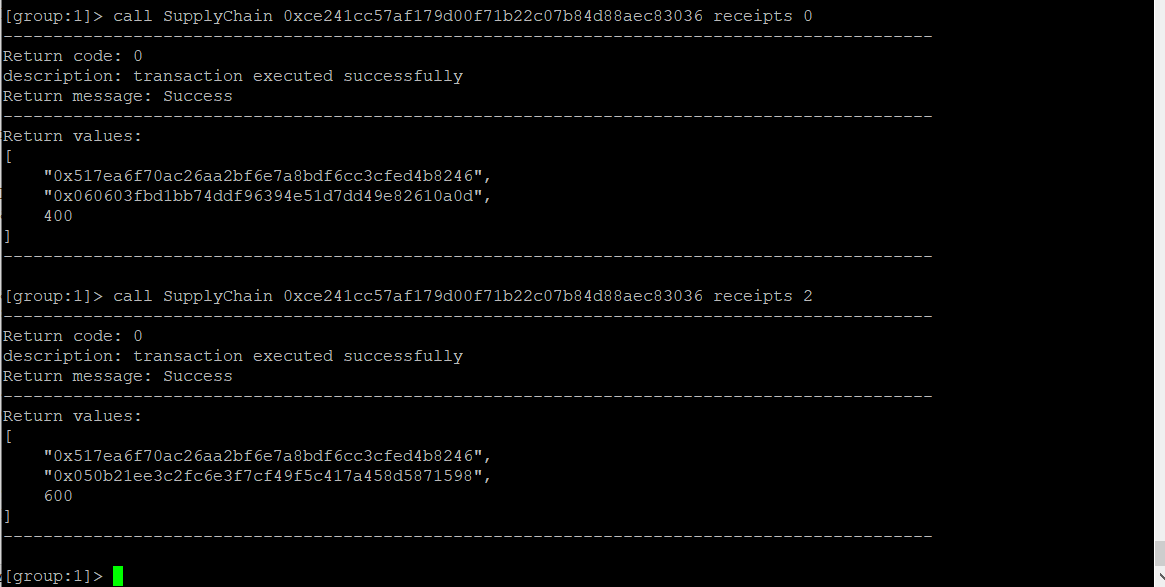 [group:1]> call SupplyChain 0xce241cc57af179d00f71b22c07b84d88aec83036 receipts 0
---------------------------------------------------------------------------------------------
Return code: 0
description: transaction executed successfully
Return message: Success
---------------------------------------------------------------------------------------------
Return values:
[
    "0x517ea6f70ac26aa2bf6e7a8bdf6cc3cfed4b8246",
    "0x060603fbd1bb74ddf96394e51d7dd49e82610a0d",
    400
]
---------------------------------------------------------------------------------------------

[group:1]> call SupplyChain 0xce241cc57af179d00f71b22c07b84d88aec83036 receipts 2
---------------------------------------------------------------------------------------------
Return code: 0
description: transaction executed successfully
Return message: Success
---------------------------------------------------------------------------------------------
Return values:
[
    "0x517ea6f70ac26aa2bf6e7a8bdf6cc3cfed4b8246",
    "0x050b21ee3c2fc6e3f7cf49f5c417a458d5871598",
    600
]
---------------------------------------------------------------------------------------------

[group:1]>